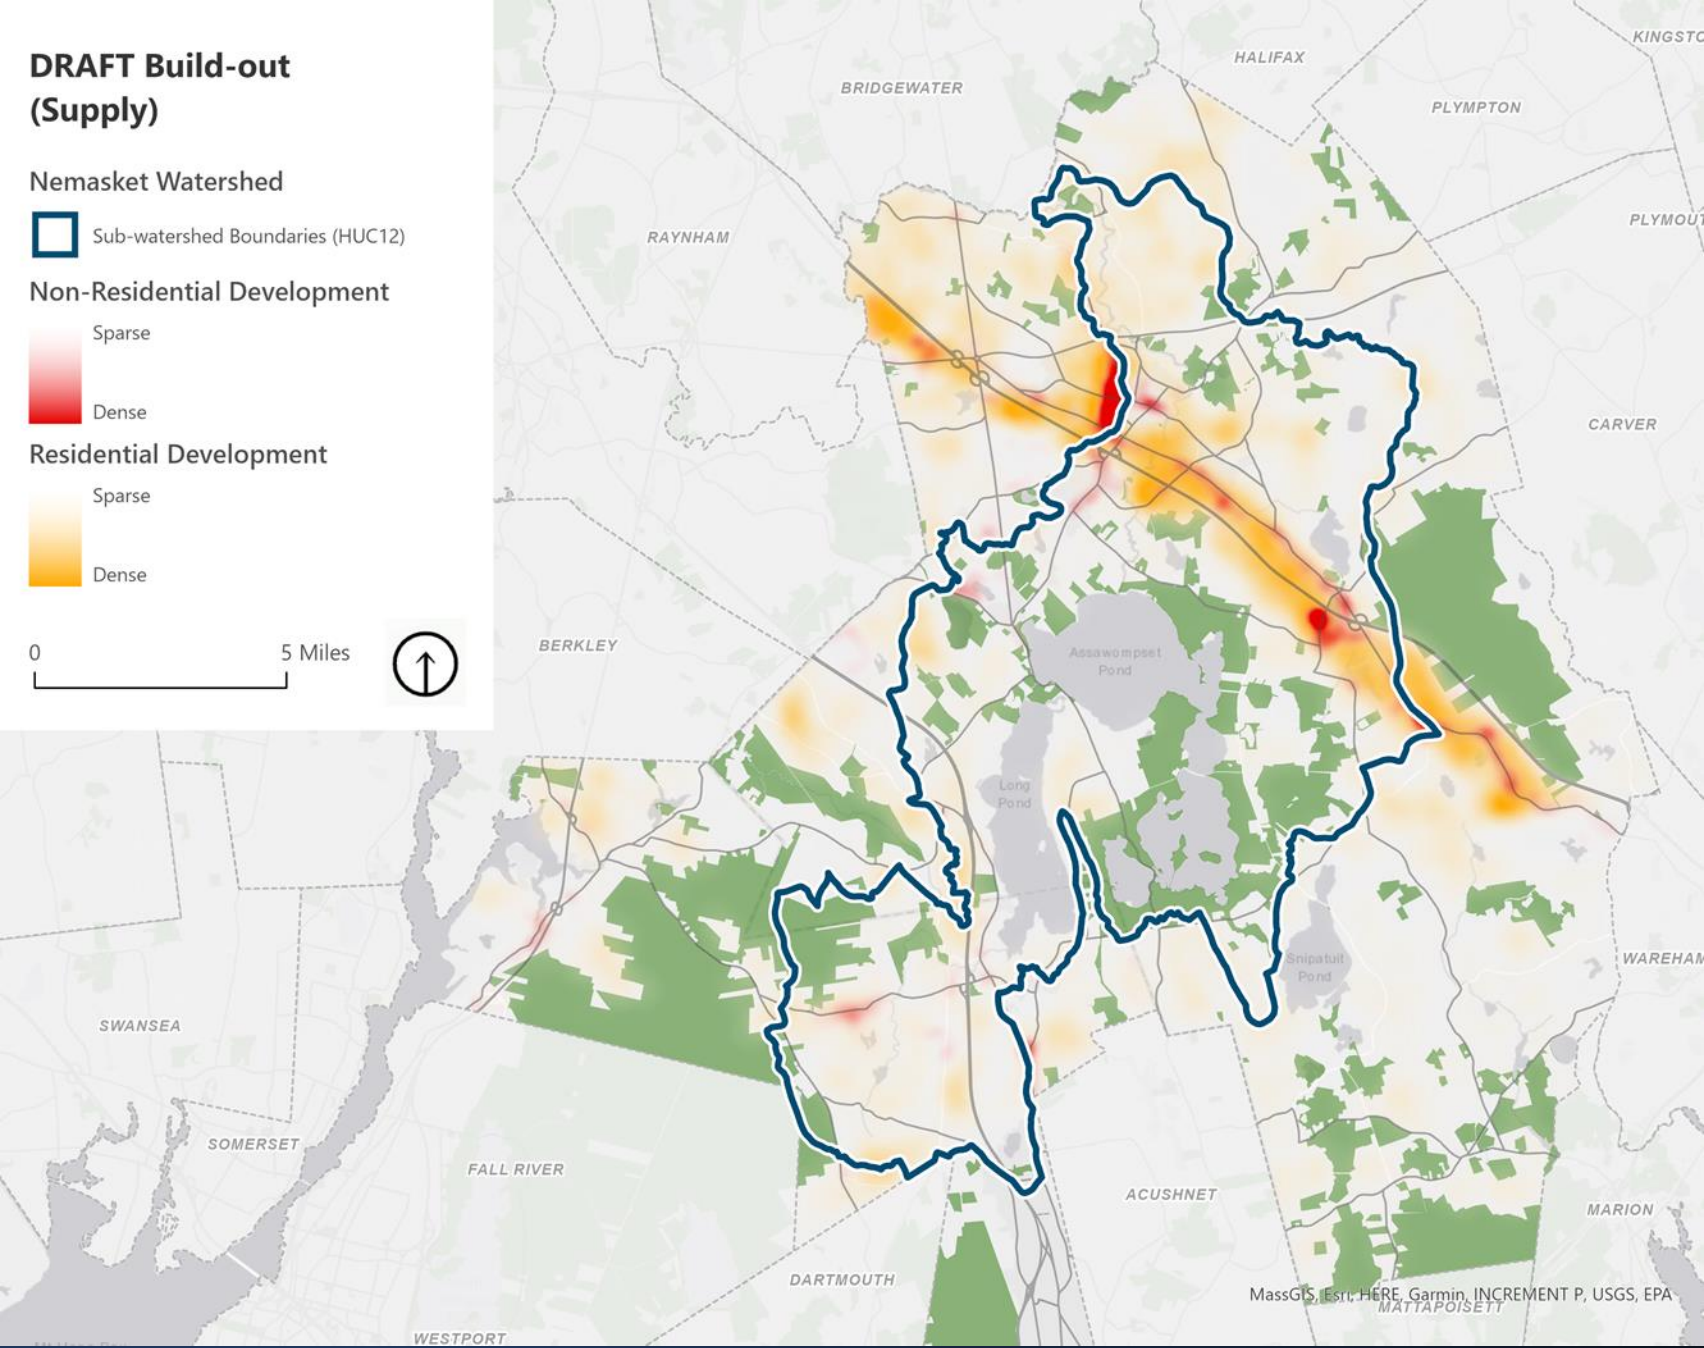 DRAFT Build-out
(Supply)
Nemasket Watershed
Sub-watershed Boundaries (HUC12)
Non-Residential Development
Sparse
Dense
Residential Development
Sparse
Dense
0
5 Miles
HALIFAX
KINGSTO
BRIDGEWATER
PLYMPTON
PLYMOUT
RAYNHAM
CARVER
BERKLEY
Assawompset
Pond
Long
Pond
Snipatuit
Pond
WAREHAM
SWANSEA
SOMERSET
FALL RIVER
ACUSHNET
MARION
DARTMOUTH
MassGIS, Esri, HERE, Garmin, INCREMENT P, USGS, EPA
MATTAPOISETT
WESTPORT